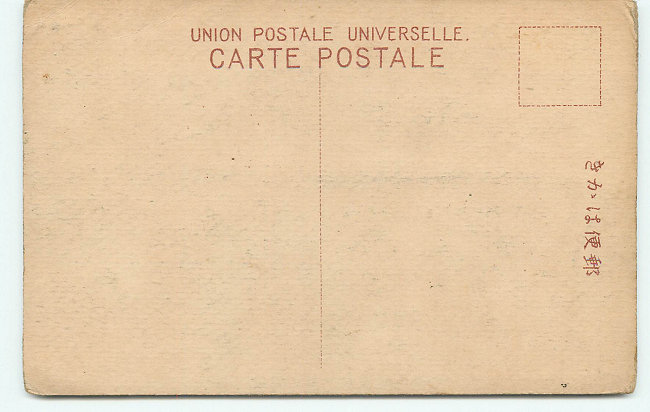 UNION POSTALE UNIVERSELLE.
CARTE POSTALE
郵便はかき